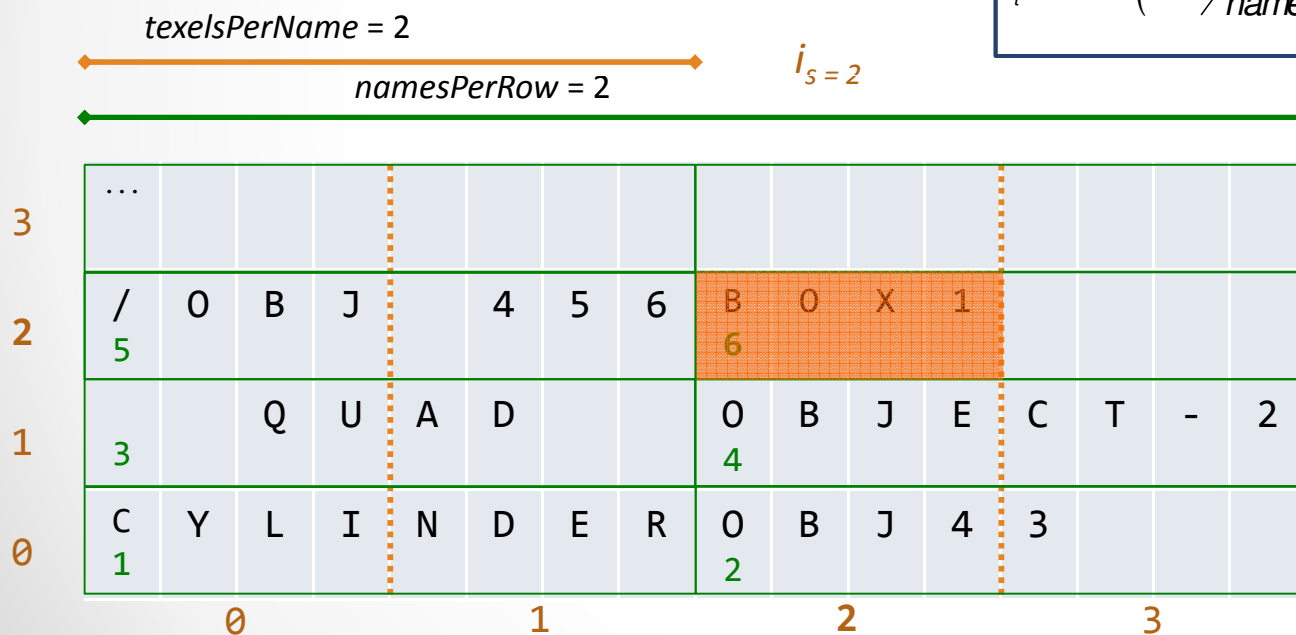 texelsPerName = 2
i s = 2
namesPerRow = 2
...
3
/ O B J 4 5 6 B O X 1
2
5 6
Q U A D O B J E C T - 2
1
3 4
C Y L I N D E R O B J 4 3
0
1 2
0 1 2 3